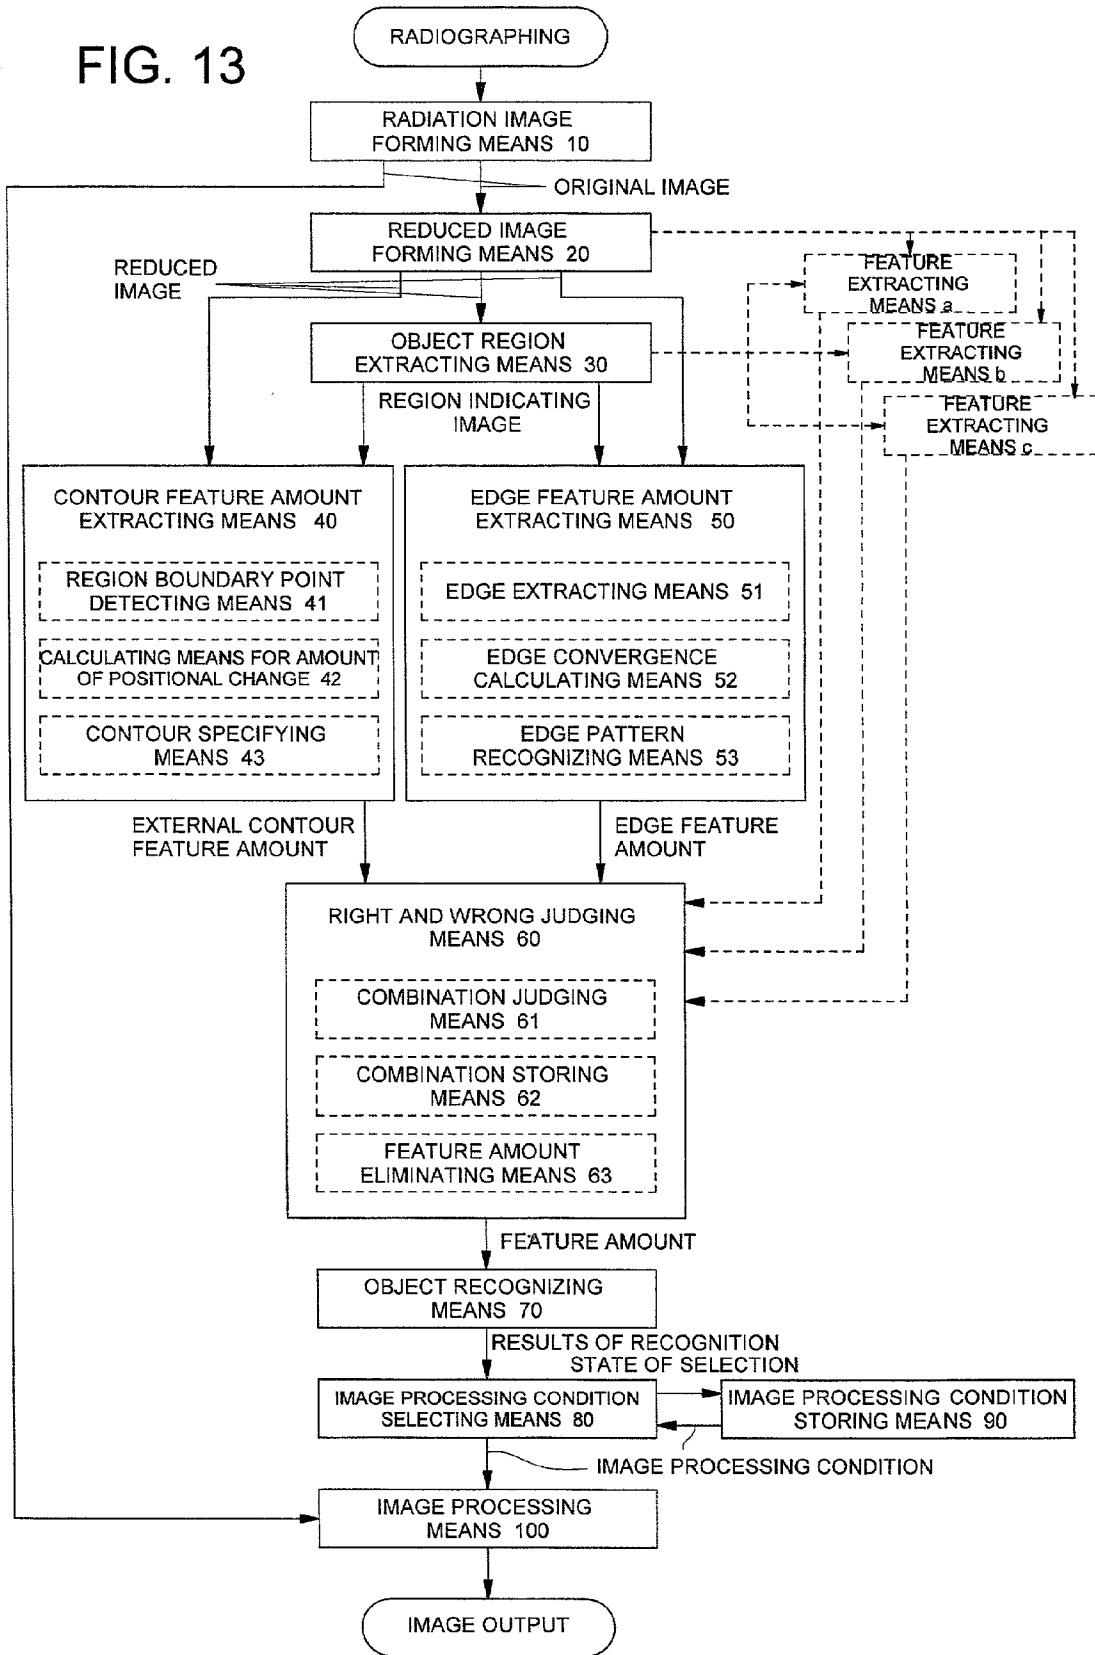 FIG. 13
RADIOGRAPHING
RADIATION IMAGE
FORMING MEANS 10
ORIGINAL IMAGE
REDUCED IMAGE
FORMING MEANS 20
REDUCED
IMAGE
FEATURE
EXTRACTING
MEANS a
OBJECT REGION
EXTRACTING MEANS 30
FEATURE
EXTRACTING
MEANS b
REGION INDICATING
IMAGE
FEATURE
EXTRACTING
MEANS c
CONTOUR FEATURE AMOUNT
EXTRACTING MEANS 40
REGION BOUNDARY POINT
DETECTING MEANS 41
CALCULATING MEANS FOR AMOUNT
OF POSITIONAL CHANGE 42
CONTOUR SPECIFYING
MEANS 43
EDGE FEATURE AMOUNT
EXTRACTING MEANS 50
EDGE EXTRACTING MEANS 51
EDGE CONVERGENCE
CALCULATING MEANS 52
EDGE PATTERN
RECOGNIZING MEANS 53
EXTERNAL CONTOUR
FEATURE AMOUNT
EDGE FEATURE
AMOUNT
RIGHT AND WRONG JUDGING
MEANS 60
COMBINATION JUDGING
MEANS 61
COMBINATION STORING
MEANS 62
FEATURE AMOUNT
ELIMINATING MEANS 63
FEATURE AMOUNT
OBJECT RECOGNIZING
MEANS 70
RESULTS OF RECOGNITION
STATE OF SELECTION
IMAGE PROCESSING CONDITION
SELECTING MEANS 80
IMAGE PROCESSING CONDITION
STORING MEANS 90
IMAGE PROCESSING CONDITION
IMAGE PROCESSING
MEANS 100
IMAGE OUTPUT